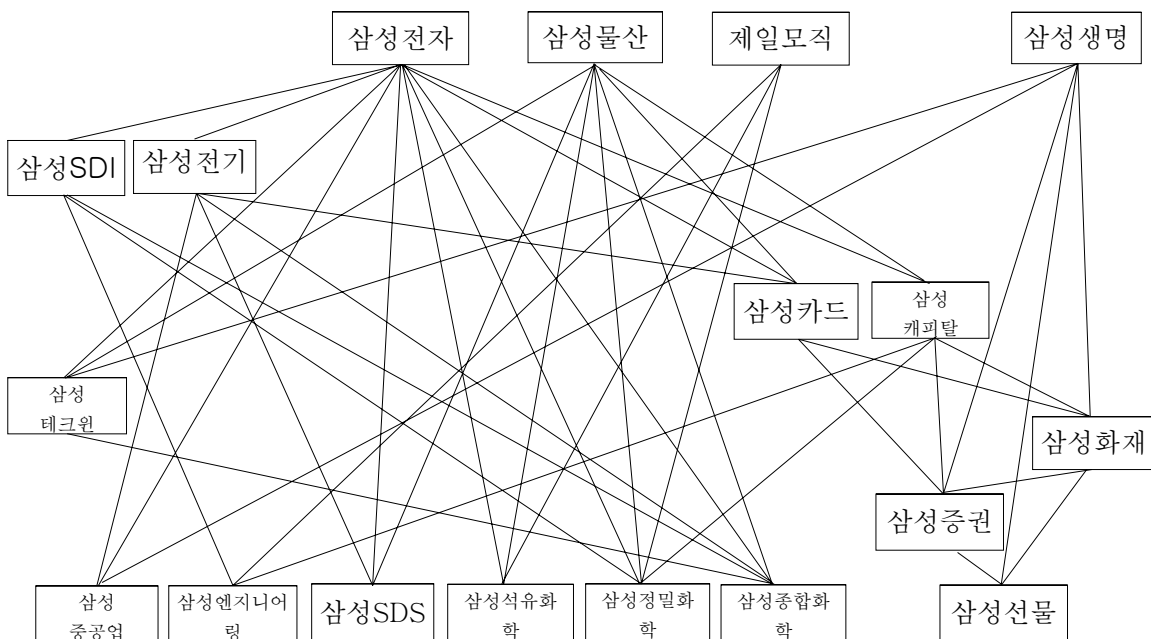 삼성전자
삼성물산
제일모직
삼성생명
삼성SDI
삼성전기
삼성카드
삼성
캐피탈
삼성
테크윈
삼성화재
삼성증권
삼성
중공업
삼성엔지니어
링
삼성SDS
삼성석유화
학
삼성정밀화
학
삼성종합화
학
삼성선물